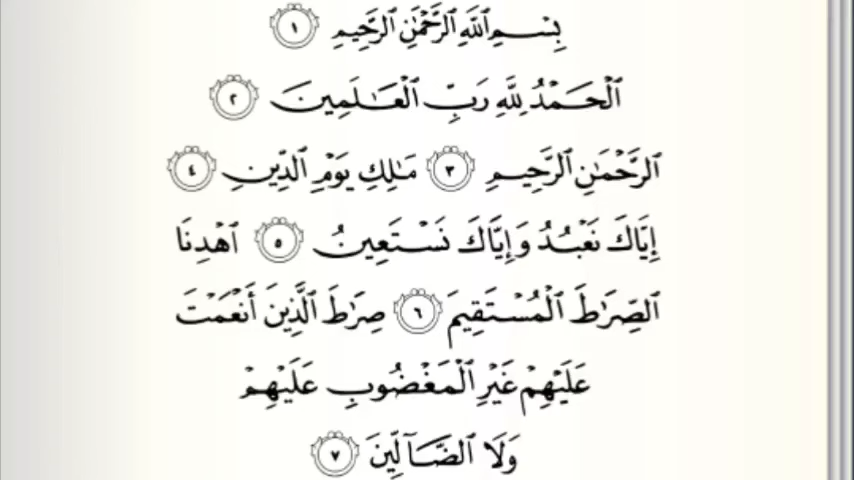 بِسْمِ ٱللَّهِ ٱلرَّحْمَٰنِ ٱلرَّحِيمِ ١
ٱلْحَمْدُ لِلَّهِ رَبِّ ٱلْعَٰلَمِينَ ٢
ٱلرَّحْمَٰنِ ٱلرَّحِيمِ ٣ مَٰلِكِ يَوْمِ ٱلدِّينِ ٤
إِيَّاكَ نَعْبُدُ وَإِيَّاكَ نَسْتَعِينُ ٥ ٱهْدِنَا
ٱلصِّرَٰطَ ٱلْمُسْتَقِيمَ ٦ صِرَٰطَ ٱلَّذِينَ أَنْعَمْتَ
عَلَيْهِمْ غَيْرِ ٱلْمَغْضُوبِ عَلَيْهِمْ
وَلَا ٱلضَّآلِّينَ ٧